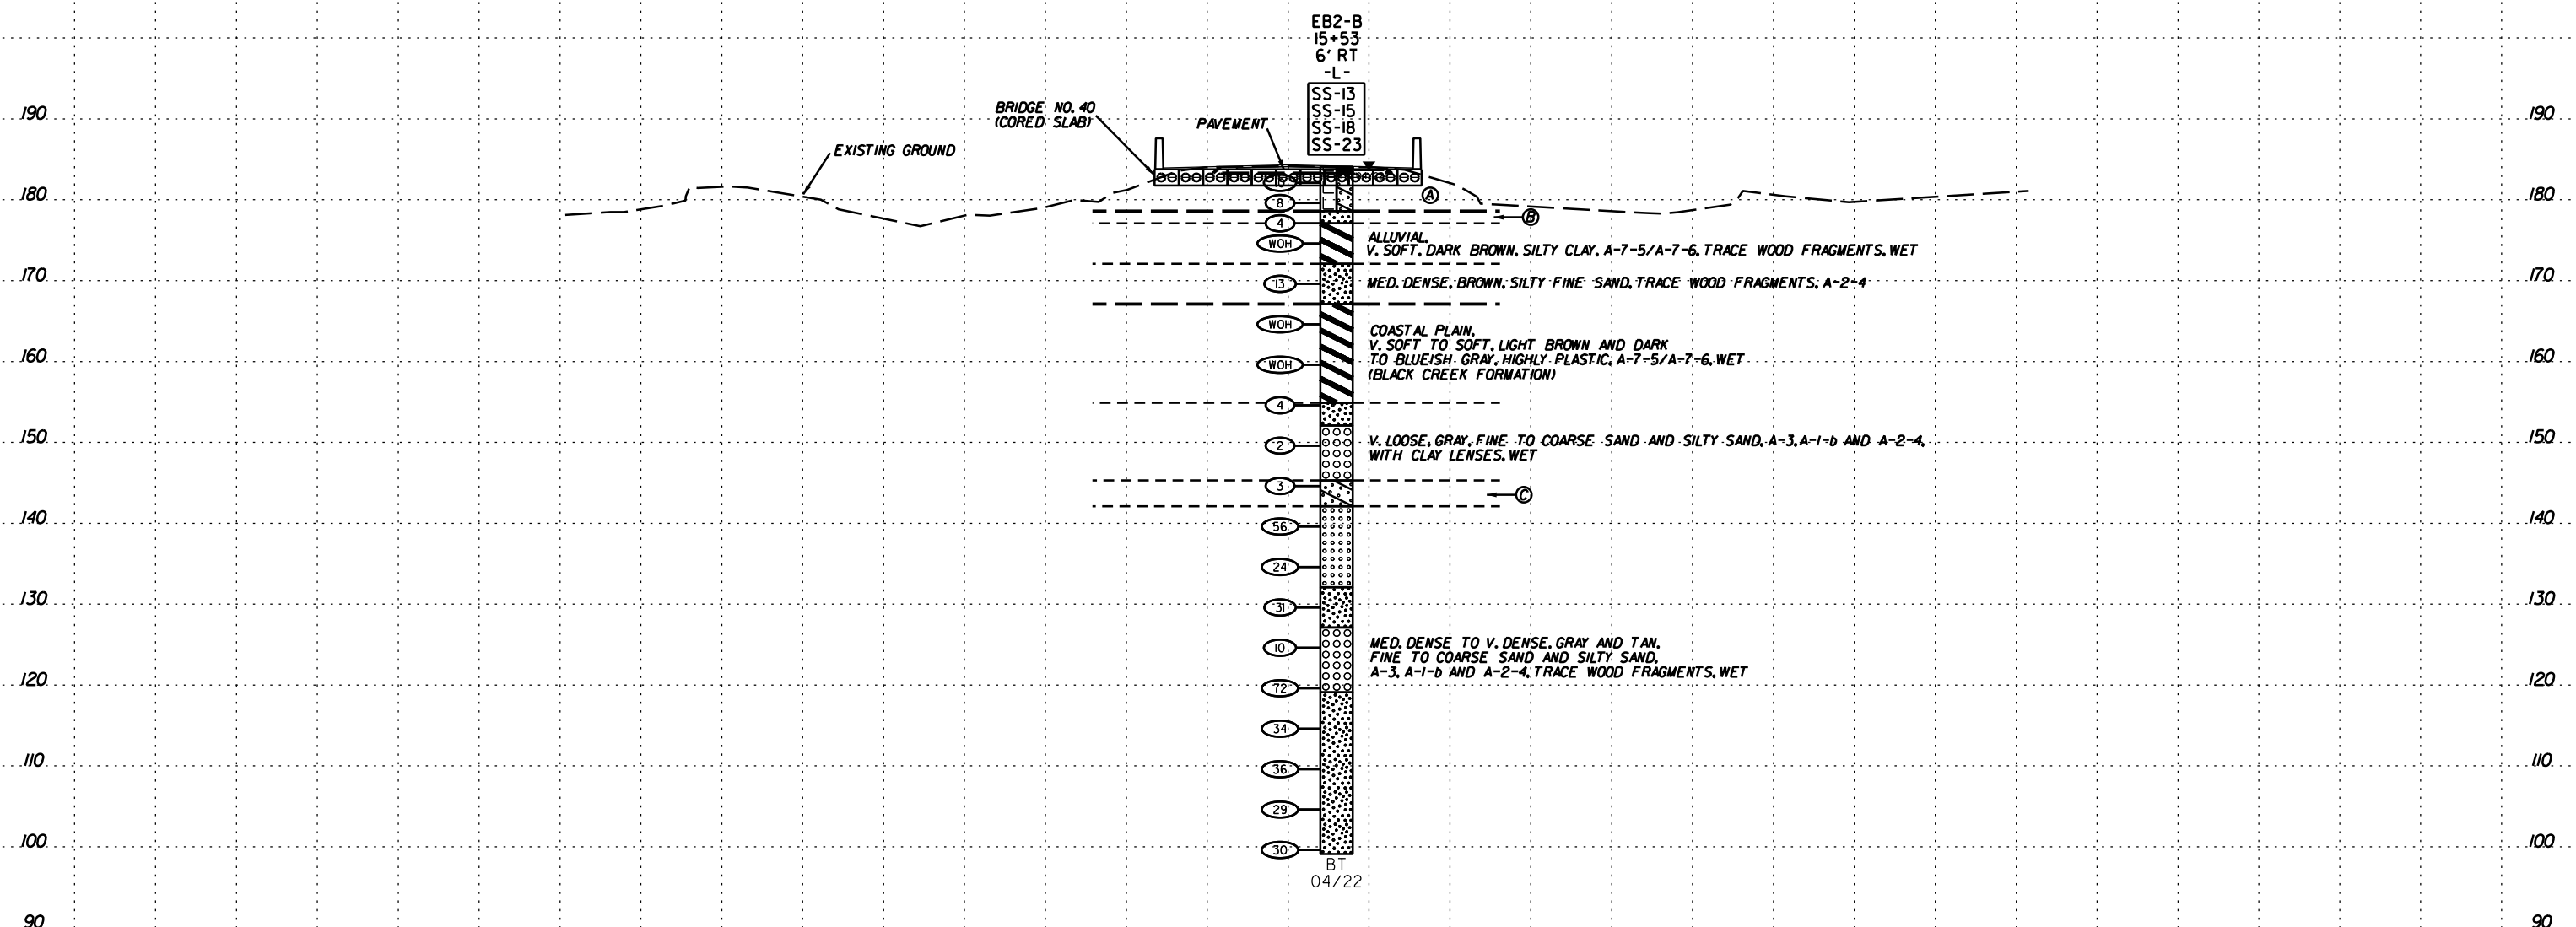 EB2-B
15+53
6' RT
-L-
SS-13
SS-15
SS-18
SS-23
BRIDGE NO. 40
(CORED SLAB)
PAVEMENT
EXISTING GROUND
190 190
180 180
170 170
160 160
150 150
140 140
130 130
120 120
110 110
100 100
90 90
A
8
B
4
WOH
ALLUVIAL,
V. SOFT, DARK BROWN, SILTY CLAY, A-7-5/A-7-6, TRACE WOOD FRAGMENTS, WET
13
MED. DENSE, BROWN, SILTY FINE SAND, TRACE WOOD FRAGMENTS, A-2-4
WOH
COASTAL PLAIN,
V. SOFT TO SOFT, LIGHT BROWN AND DARK
TO BLUEISH GRAY, HIGHLY PLASTIC, A-7-5/A-7-6, WET
(BLACK CREEK FORMATION)
WOH
4
2
V. LOOSE, GRAY, FINE TO COARSE SAND AND SILTY SAND, A-3, A-1-b AND A-2-4,
WITH CLAY LENSES, WET
3
C
56
24
31
10
MED. DENSE TO V. DENSE, GRAY AND TAN,
FINE TO COARSE SAND AND SILTY SAND,
A-3, A-1-b AND A-2-4, TRACE WOOD FRAGMENTS, WET
72
34
36
29
30
BT
04/22